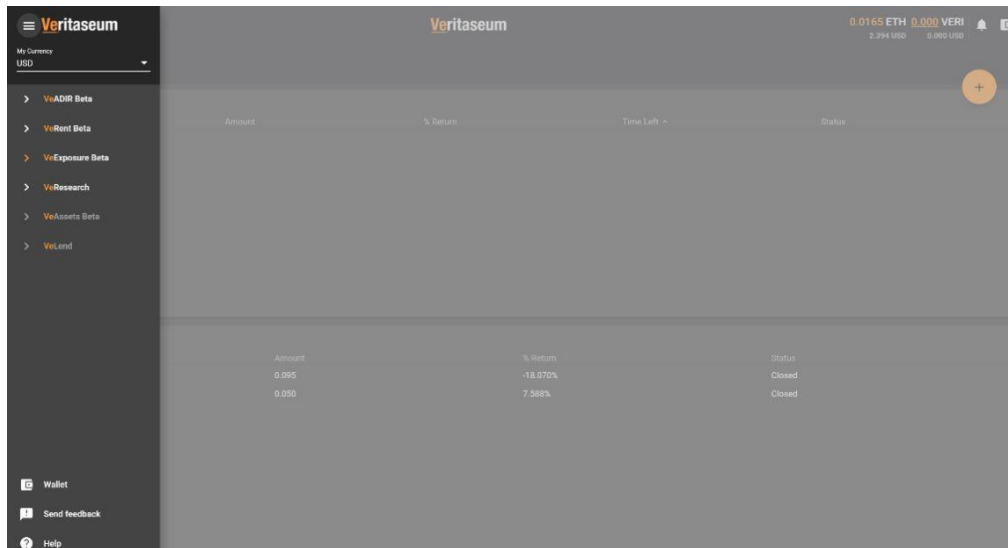 Veritaseum
My Currency
USD
VeADIR Beta
VeRent Beta
VeExposure Beta
VeResearch
VeAssets Beta
VeLend
Wallet
Send feedback
Help
Veritaseum
0.0165 ETH 0.000 VERI
2.394 USD 0.000 USD
Amount % Return Time Left Status
Amount % Return Status
0.095 -18.070% Closed
0.050 7.588% Closed